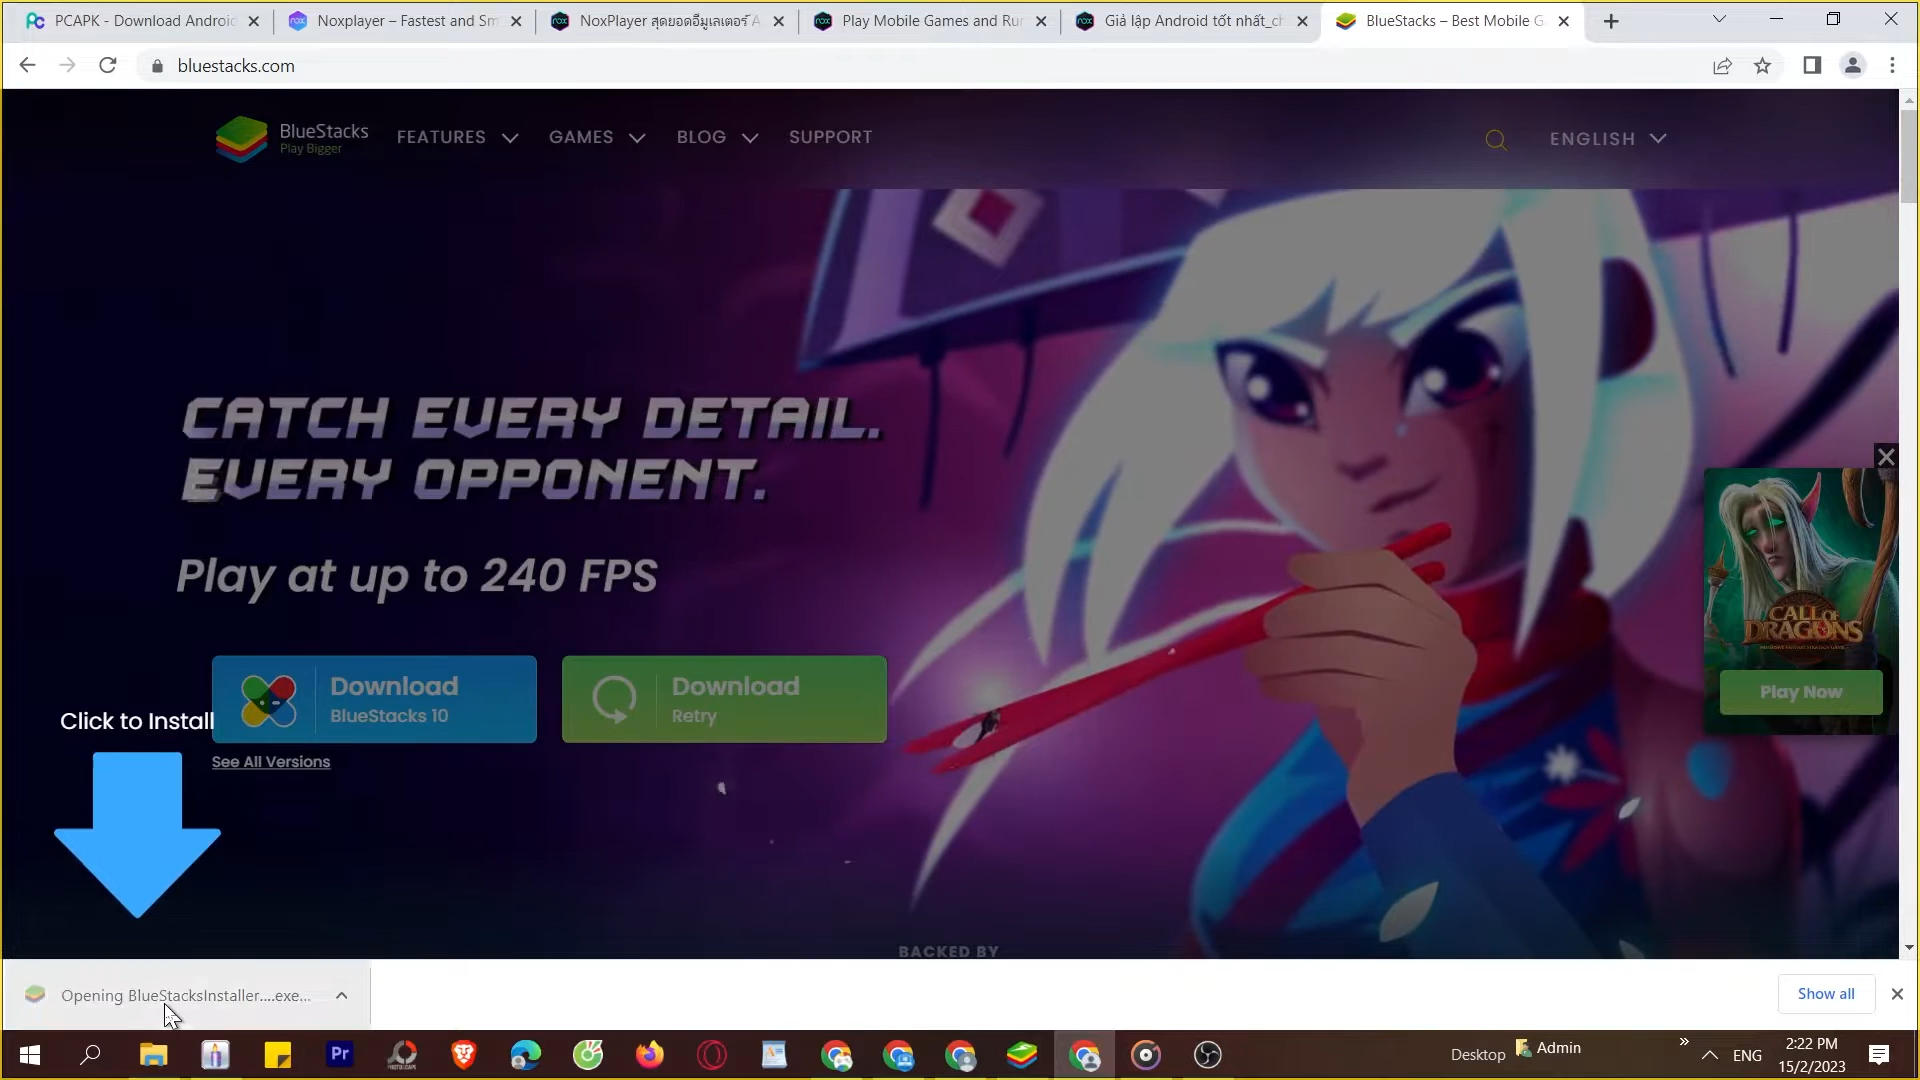 PCAPK - Download Android
Noxplayer – Fastest and Sm
NoxPlayer สุดยอดอีมูเลเตอร์ A
Play Mobile Games and Run
Giả lập Android tốt nhất_ch
BlueStacks – Best Mobile G
bluestacks.com
BlueStacks
Play Bigger
FEATURES
GAMES
BLOG
SUPPORT
ENGLISH
CATCH EVERY DETAIL.
EVERY OPPONENT.
Play at up to 240 FPS
Download
BlueStacks 10
Download
Retry
Click to Install
See All Versions
CALL OF
DRAGONS
Play Now
BACKED BY
Opening BlueStacksInstaller....exe...
Show all
Pr
Desktop
Admin
ENG
2:22 PM
15/2/2023